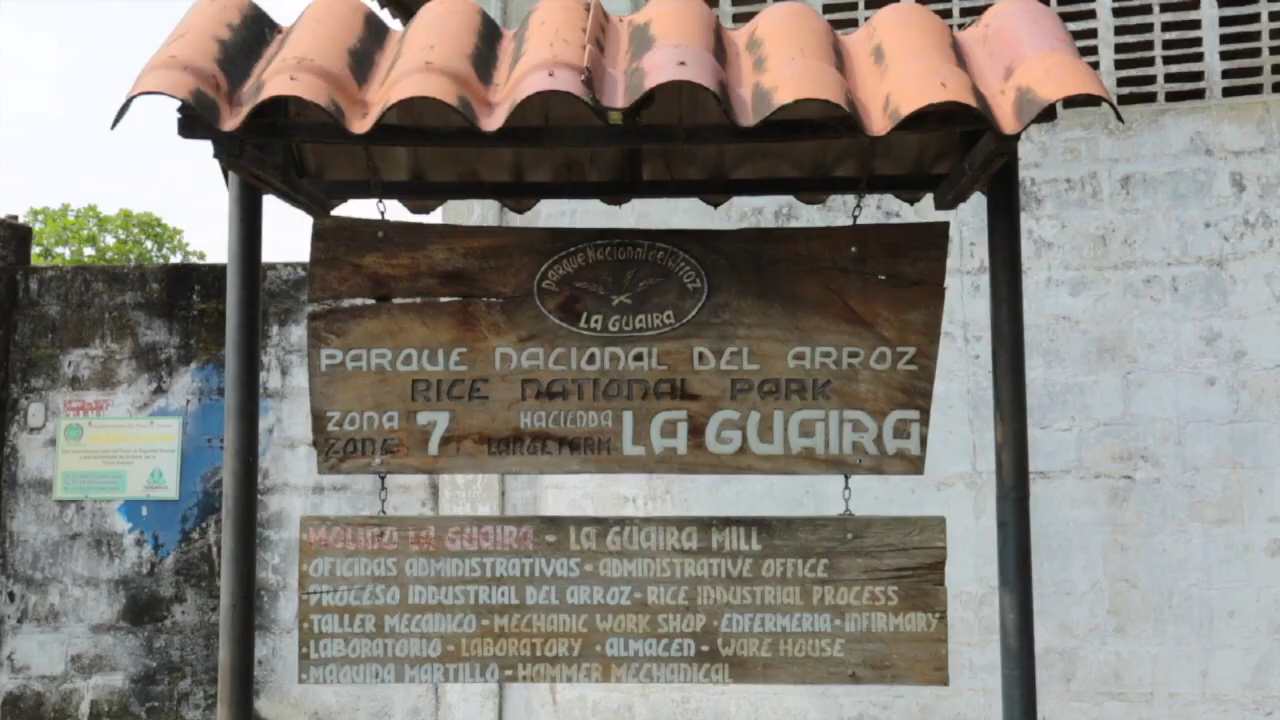 Parque Nacional del Arroz
LA GUAIRA
PARQUE NACIONAL DEL ARROZ
RICE NATIONAL PARK
ZONA 7 HACIENDA LA GUAIRA
ZONE LARGE FARM
MOLINO LA GUAIRA - LA GUAIRA MILL
·OFICINAS ADMINISTRATIVAS - ADMINISTRATIVE OFFICE
·PROCESO INDUSTRIAL DEL ARROZ - RICE INDUSTRIAL PROCESS
·TALLER MECANICO - MECHANIC WORK SHOP ·ENFERMERIA - INFIRMARY
·LABORATORIO - LABORATORY ·ALMACEN - WARE HOUSE
·MAQUINA MARTILLO - HAMMER MECHANICAL